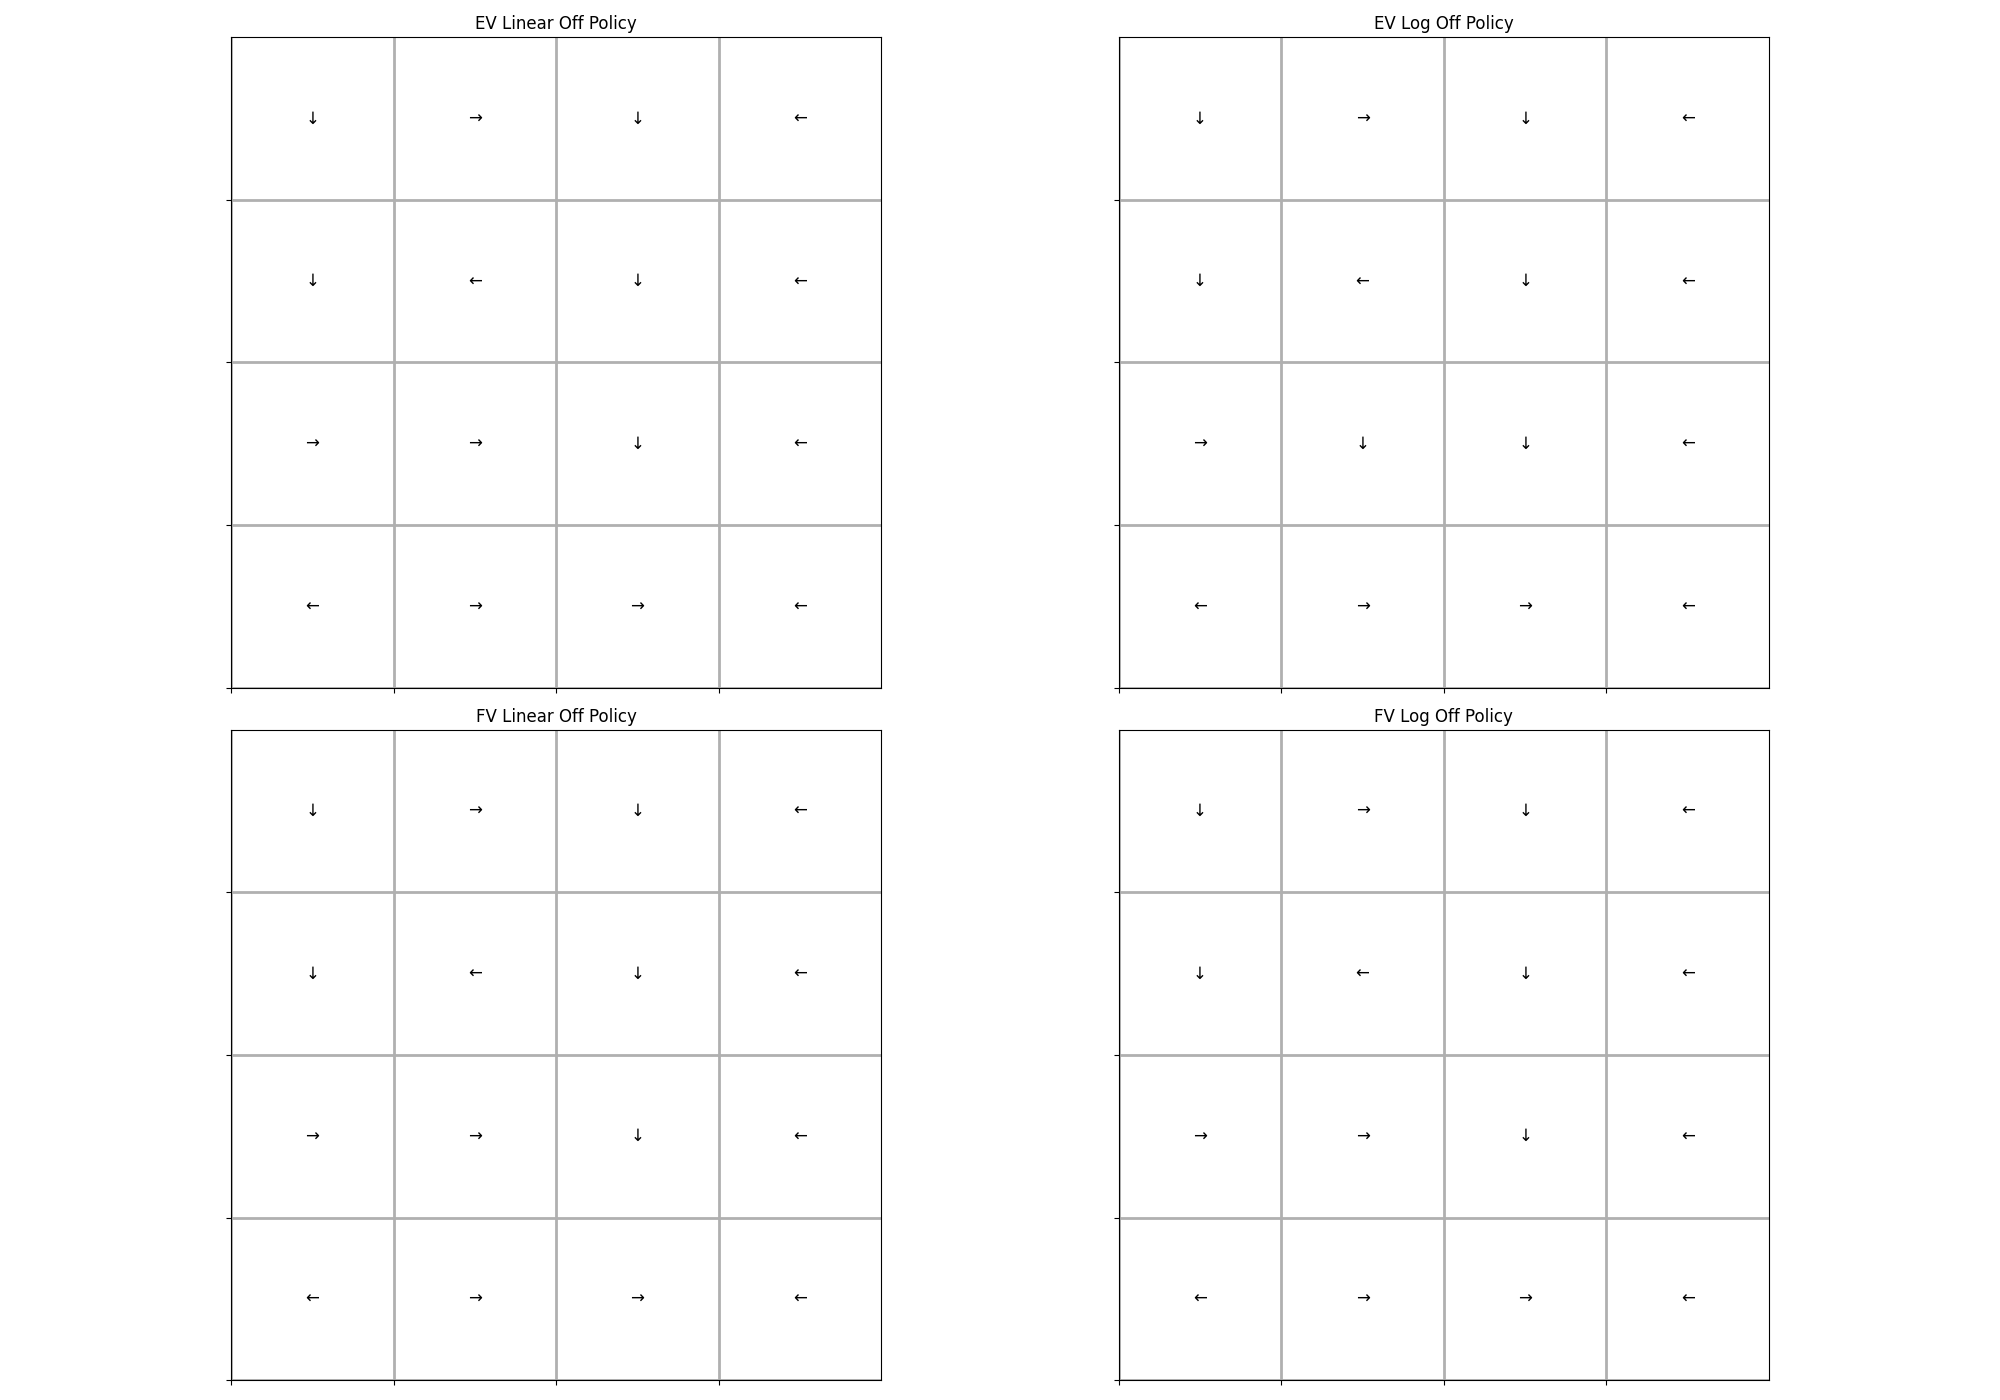 EV Linear Off Policy
↓ → ↓ ←
↓ ← ↓ ←
→ → ↓ ←
← → → ←
EV Log Off Policy
↓ → ↓ ←
↓ ← ↓ ←
→ ↓ ↓ ←
← → → ←
FV Linear Off Policy
↓ → ↓ ←
↓ ← ↓ ←
→ → ↓ ←
← → → ←
FV Log Off Policy
↓ → ↓ ←
↓ ← ↓ ←
→ → ↓ ←
← → → ←